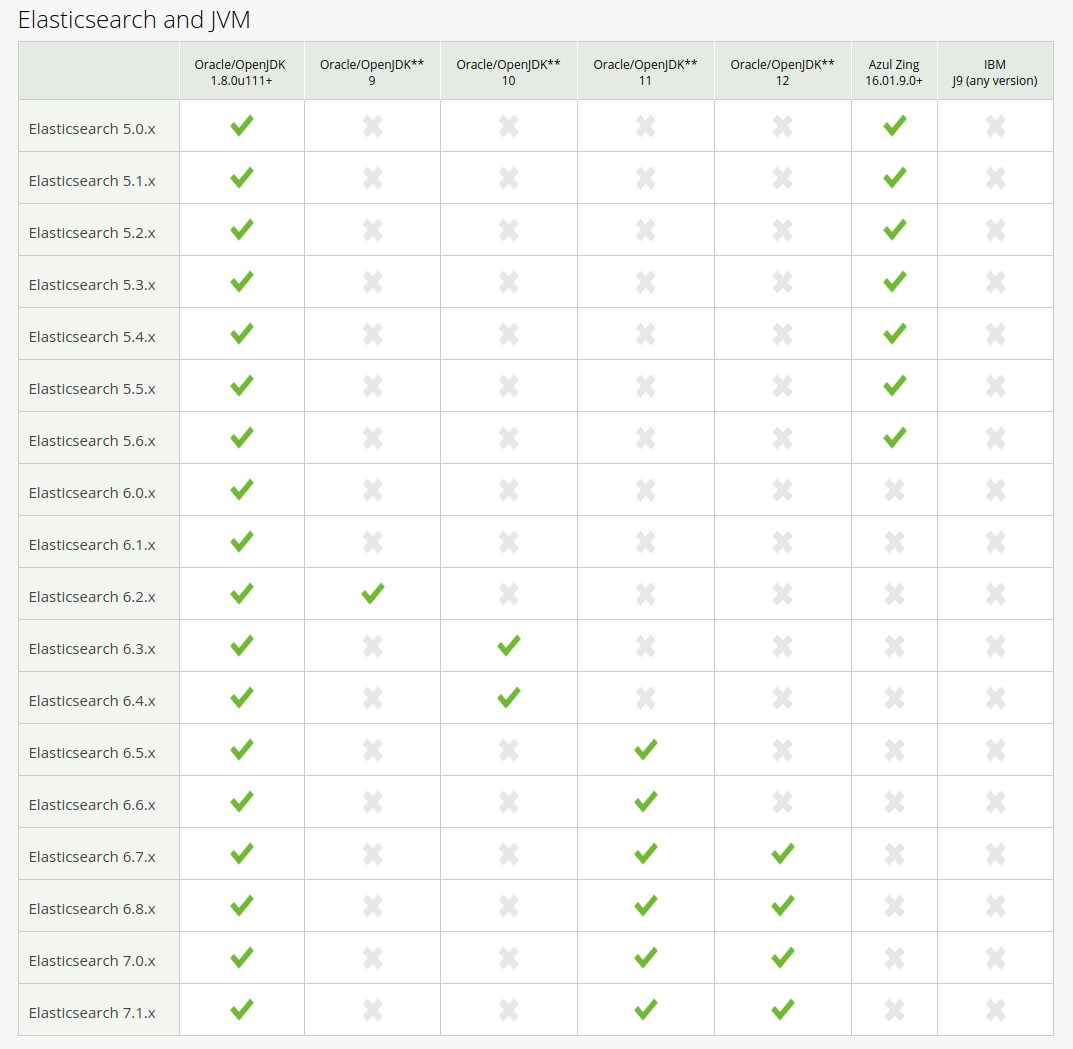 Elasticsearch and JVM
Oracle/OpenJDK
1.8.0u111+
Oracle/OpenJDK**
9
Oracle/OpenJDK**
10
Oracle/OpenJDK**
11
Oracle/OpenJDK**
12
Azul Zing
16.01.9.0+
IBM
J9 (any version)
Elasticsearch 5.0.x
Elasticsearch 5.1.x
Elasticsearch 5.2.x
Elasticsearch 5.3.x
Elasticsearch 5.4.x
Elasticsearch 5.5.x
Elasticsearch 5.6.x
Elasticsearch 6.0.x
Elasticsearch 6.1.x
Elasticsearch 6.2.x
Elasticsearch 6.3.x
Elasticsearch 6.4.x
Elasticsearch 6.5.x
Elasticsearch 6.6.x
Elasticsearch 6.7.x
Elasticsearch 6.8.x
Elasticsearch 7.0.x
Elasticsearch 7.1.x